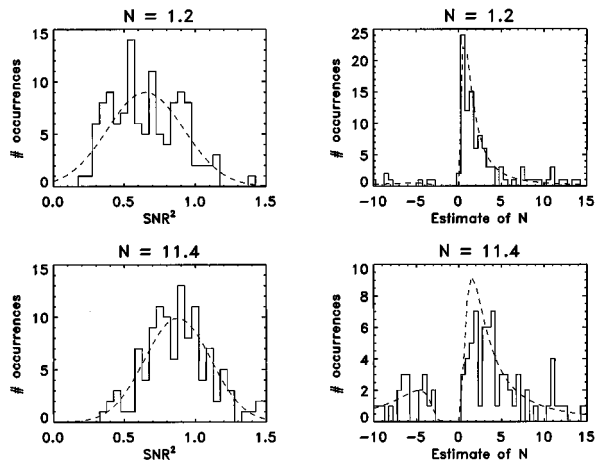 N = 1.2
# occurrences
15
10
5
0
0.0 0.5 1.0 1.5
SNR²
N = 1.2
# occurrences
25
20
15
10
5
0
-10 -5 0 5 10 15
Estimate of N
N = 11.4
# occurrences
15
10
5
0
0.0 0.5 1.0 1.5
SNR²
N = 11.4
# occurrences
10
8
6
4
2
0
-10 -5 0 5 10 15
Estimate of N